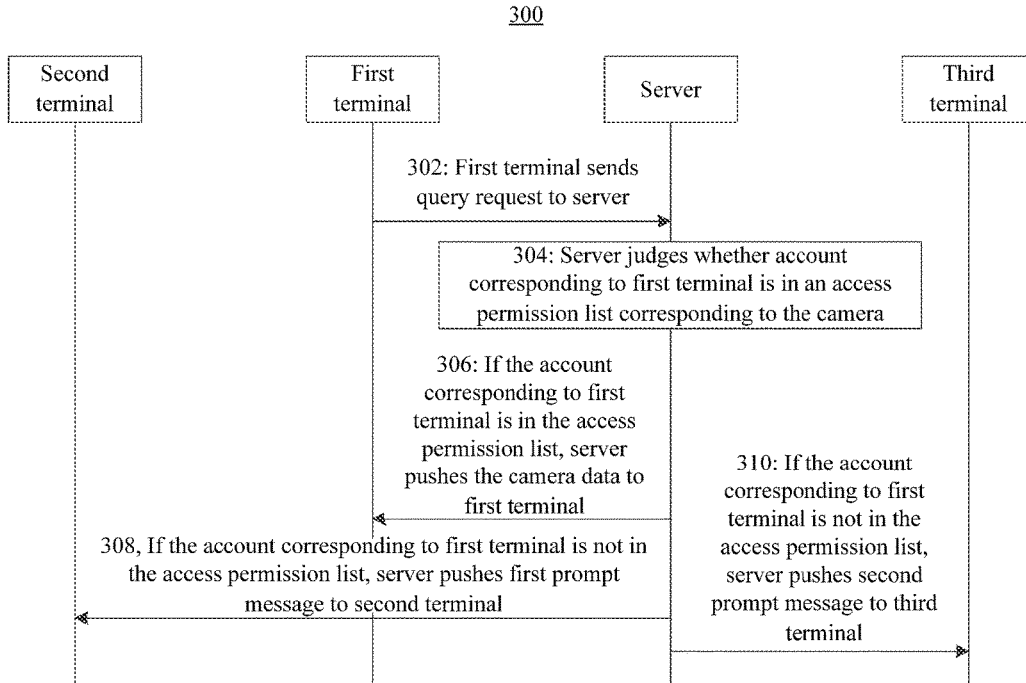 300
Second
terminal
First
terminal
Server
Third
terminal
302: First terminal sends
query request to server
304: Server judges whether account
corresponding to first terminal is in an access
permission list corresponding to the camera
306: If the account
corresponding to first
terminal is in the access
permission list, server
pushes the camera data to
first terminal
308, If the account corresponding to first terminal is not in
the access permission list, server pushes first prompt
message to second terminal
310: If the account
corresponding to first
terminal is not in the
access permission list,
server pushes second
prompt message to third
terminal